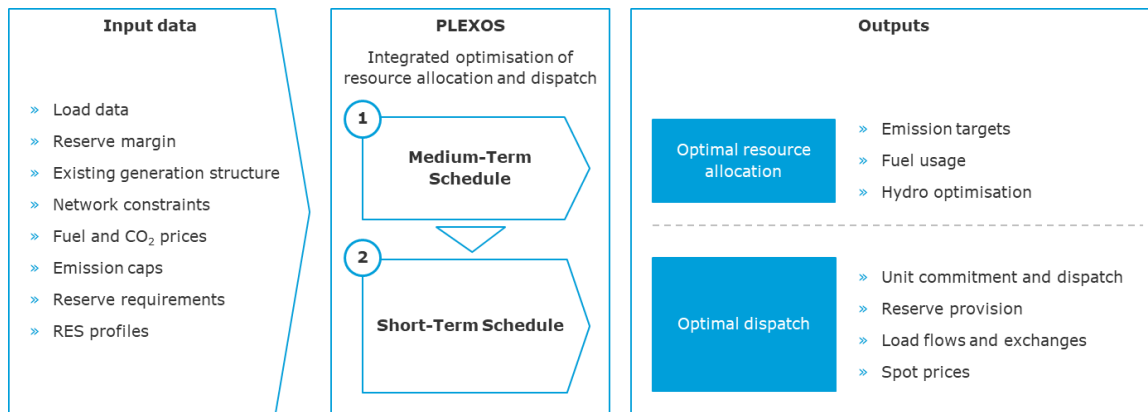 Input data
» Load data
» Reserve margin
» Existing generation structure
» Network constraints
» Fuel and CO₂ prices
» Emission caps
» Reserve requirements
» RES profiles
PLEXOS
Integrated optimisation of
resource allocation and dispatch
1
Medium-Term
Schedule
2
Short-Term Schedule
Outputs
Optimal resource
allocation
» Emission targets
» Fuel usage
» Hydro optimisation
Optimal dispatch
» Unit commitment and dispatch
» Reserve provision
» Load flows and exchanges
» Spot prices